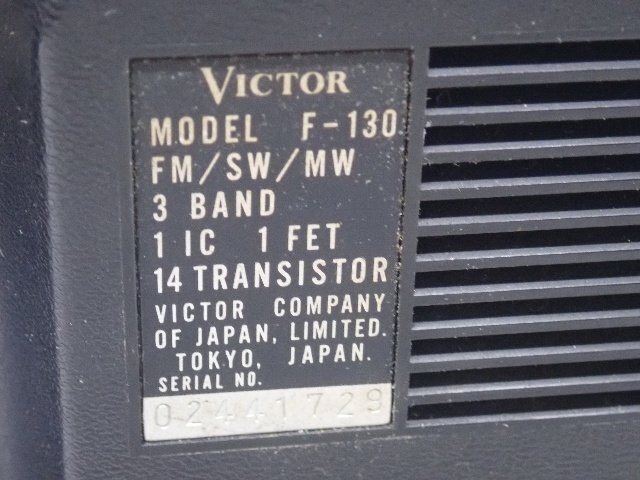 VICTOR
MODEL F-130
FM/SW/MW
3 BAND
1 IC 1 FET
14 TRANSISTOR
VICTOR COMPANY
OF JAPAN, LIMITED.
TOKYO, JAPAN.
SERIAL NO.
02441729